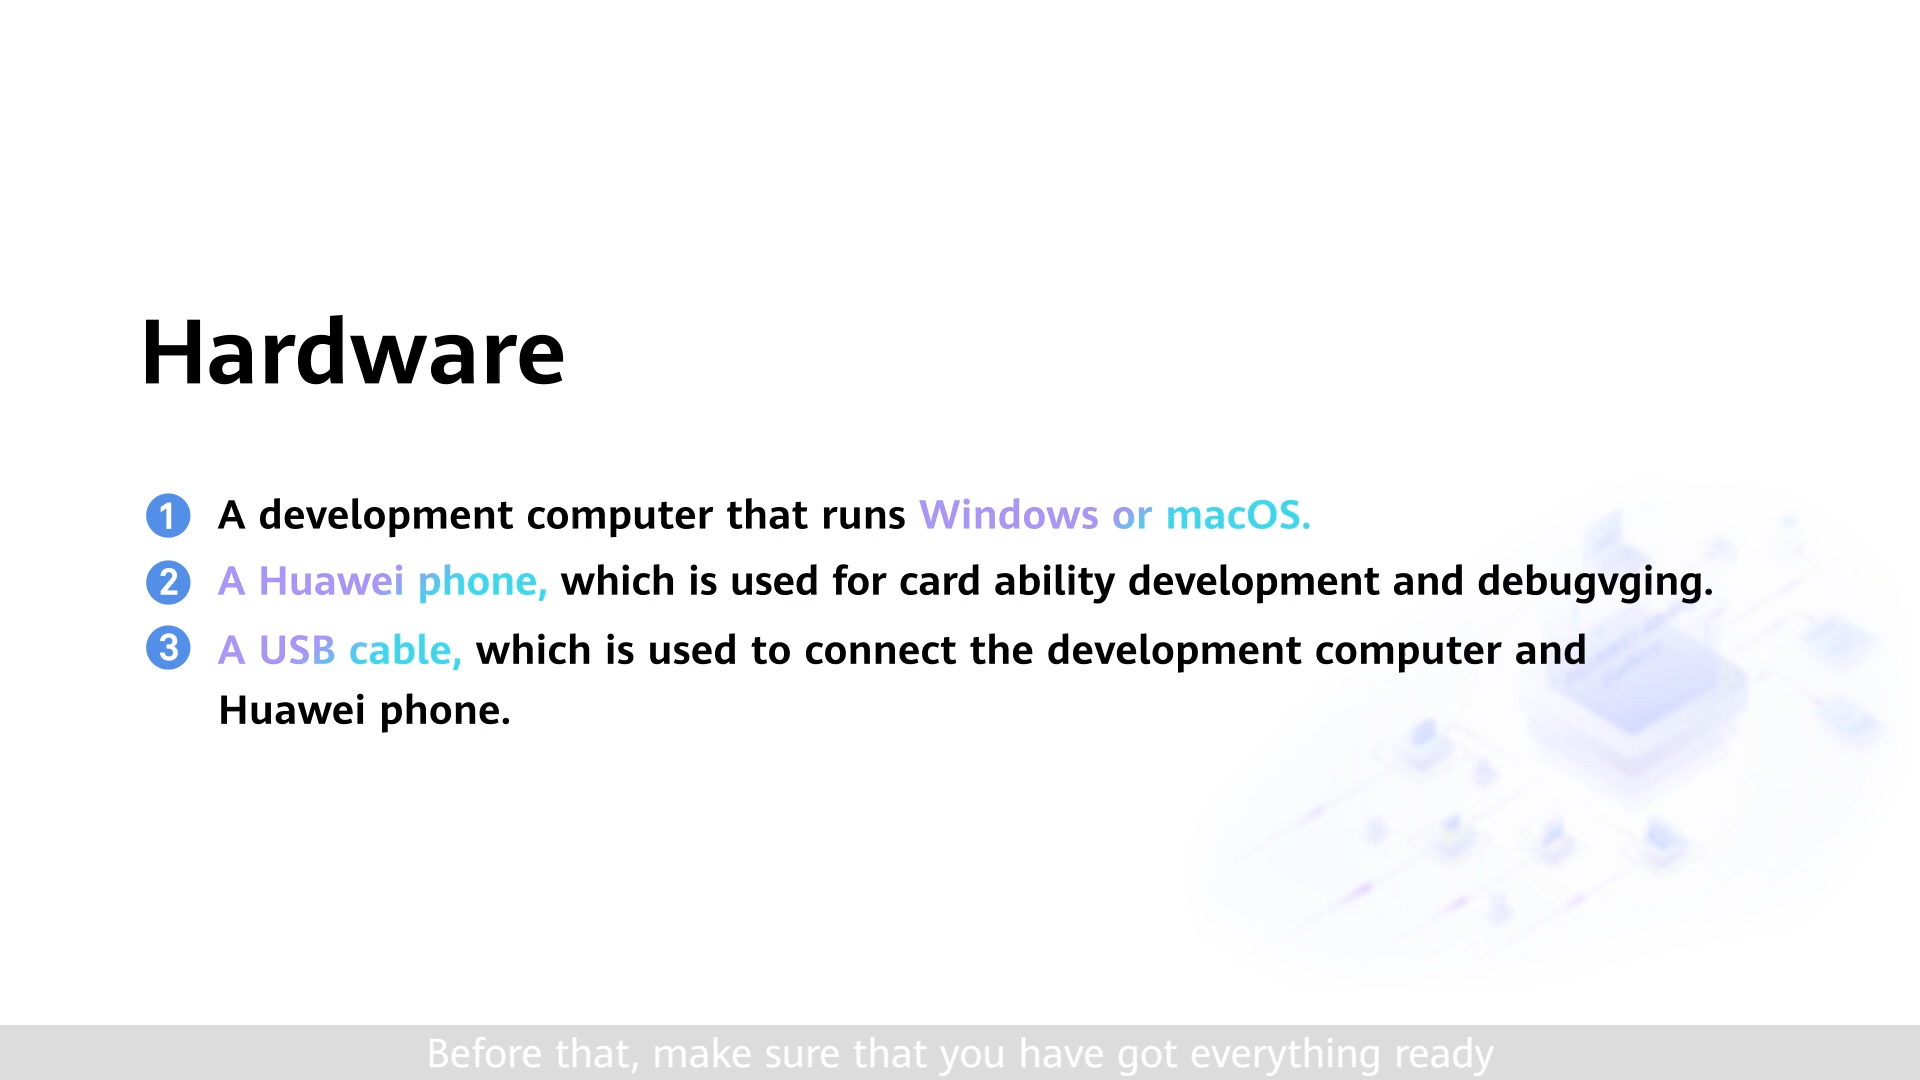 Hardware
1 A development computer that runs Windows or macOS.
2 A Huawei phone, which is used for card ability development and debugvging.
3 A USB cable, which is used to connect the development computer and
Huawei phone.
Before that, make sure that you have got everything ready